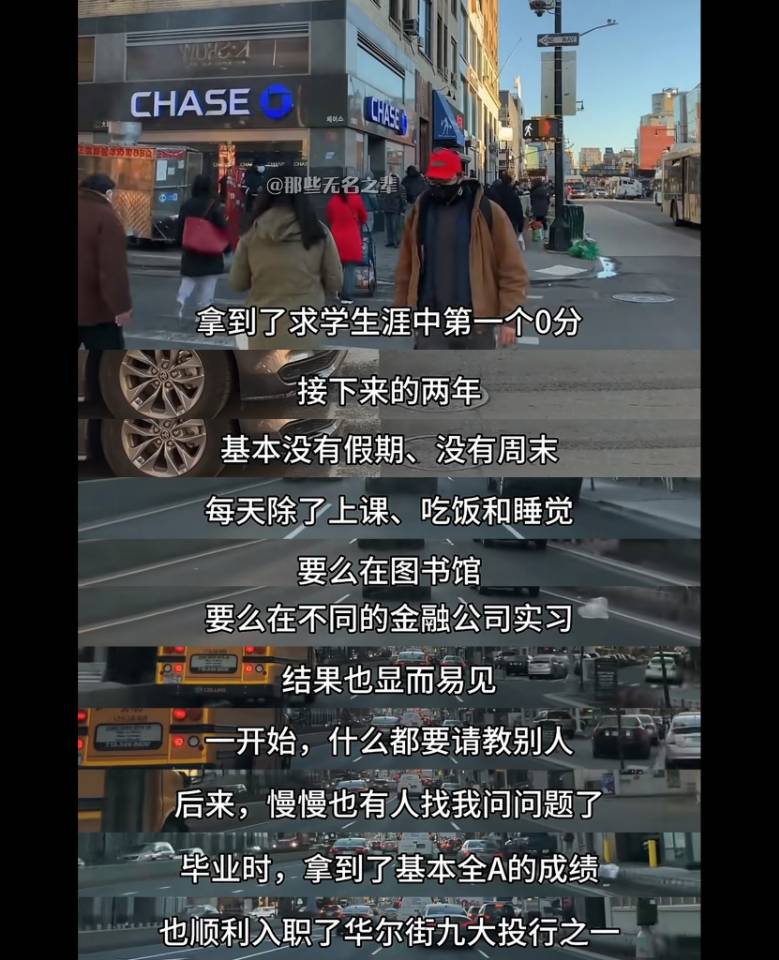 K-SHOW
CHASE
CHASE
체이스
ONE WAY
@那些无名之辈
拿到了求学生涯中第一个0分
接下来的两年
基本没有假期、没有周末
每天除了上课、吃饭和睡觉
要么在图书馆
要么在不同的金融公司实习
结果也显而易见
一开始，什么都要请教别人
后来，慢慢也有人找我问问题了
毕业时，拿到了基本全A的成绩
也顺利入职了华尔街九大投行之一